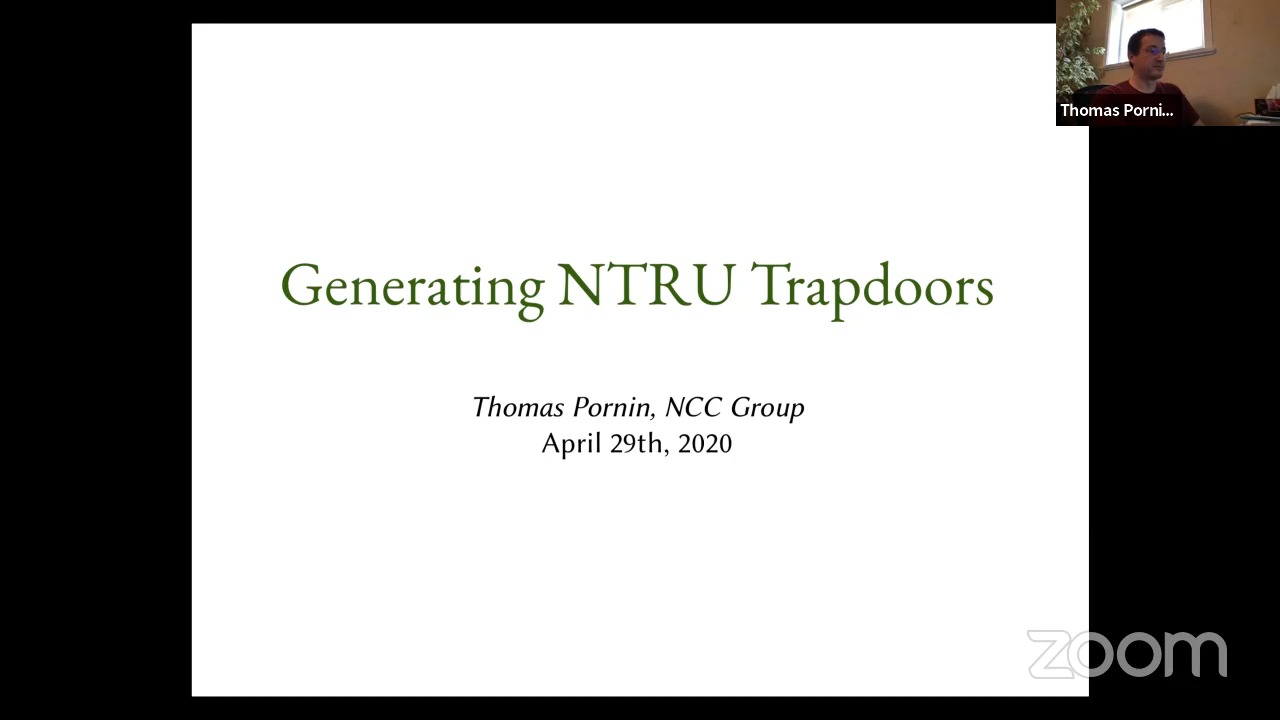 Thomas Porni...
Generating NTRU Trapdoors
Thomas Pornin, NCC Group
April 29th, 2020
zoom